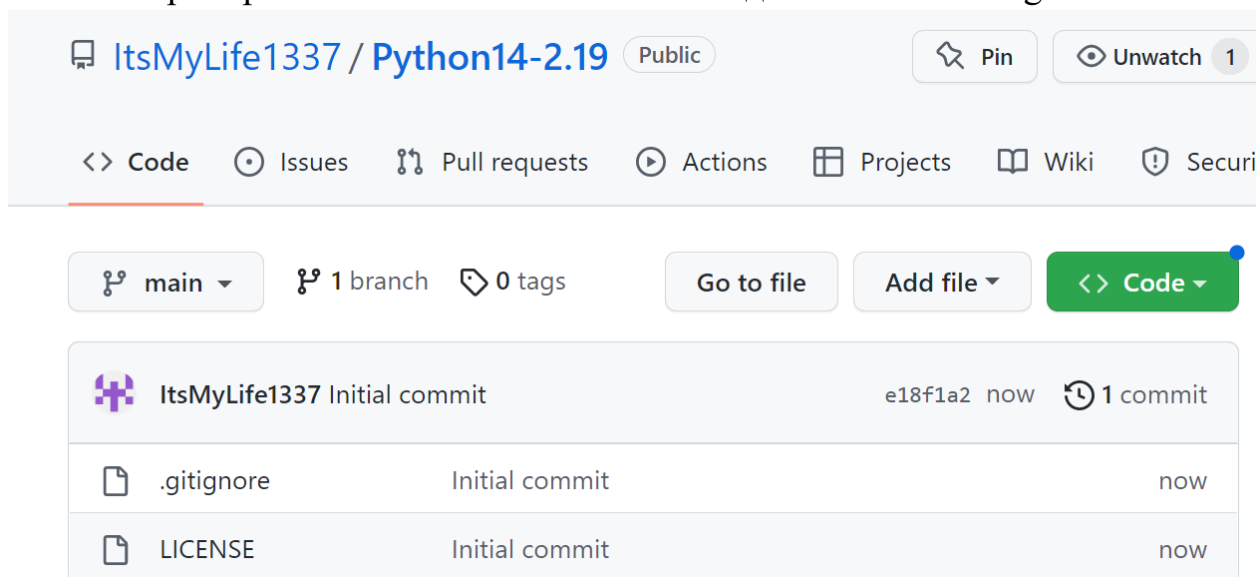 ItsMyLife1337 / Python14-2.19 Public Pin Unwatch 1
Code Issues Pull requests Actions Projects Wiki Securi
main 1 branch 0 tags Go to file Add file Code
ItsMyLife1337 Initial commit e18f1a2 now 1 commit
.gitignore Initial commit now
LICENSE Initial commit now